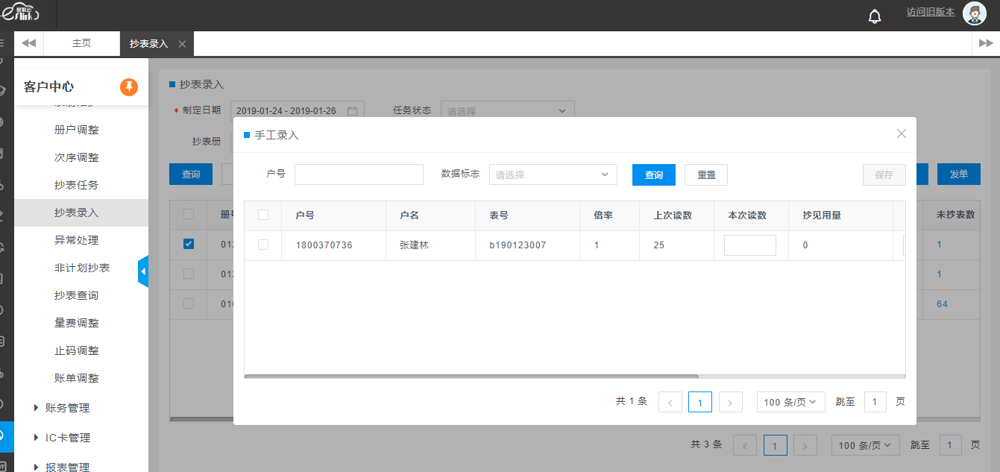 访问旧版本
主页
抄表录入
客户中心
册户调整
次序调整
抄表任务
抄表录入
异常处理
非计划抄表
抄表查询
量费调整
止码调整
账单调整
账务管理
IC卡管理
报表管理
抄表录入
* 制定日期 2019-01-24 - 2019-01-26 任务状态 请选择
抄表册
查询 发单
册号 未抄表数
1
1
64
共 3 条 < 1 > 100 条/页 跳至 1 页
手工录入
户号 数据标志 请选择 查询 重置 保存
户号 户名 表号 倍率 上次读数 本次读数 抄见用量
1800370736 张建林 b190123007 1 25 0
共 1 条 < 1 > 100 条/页 跳至 1 页